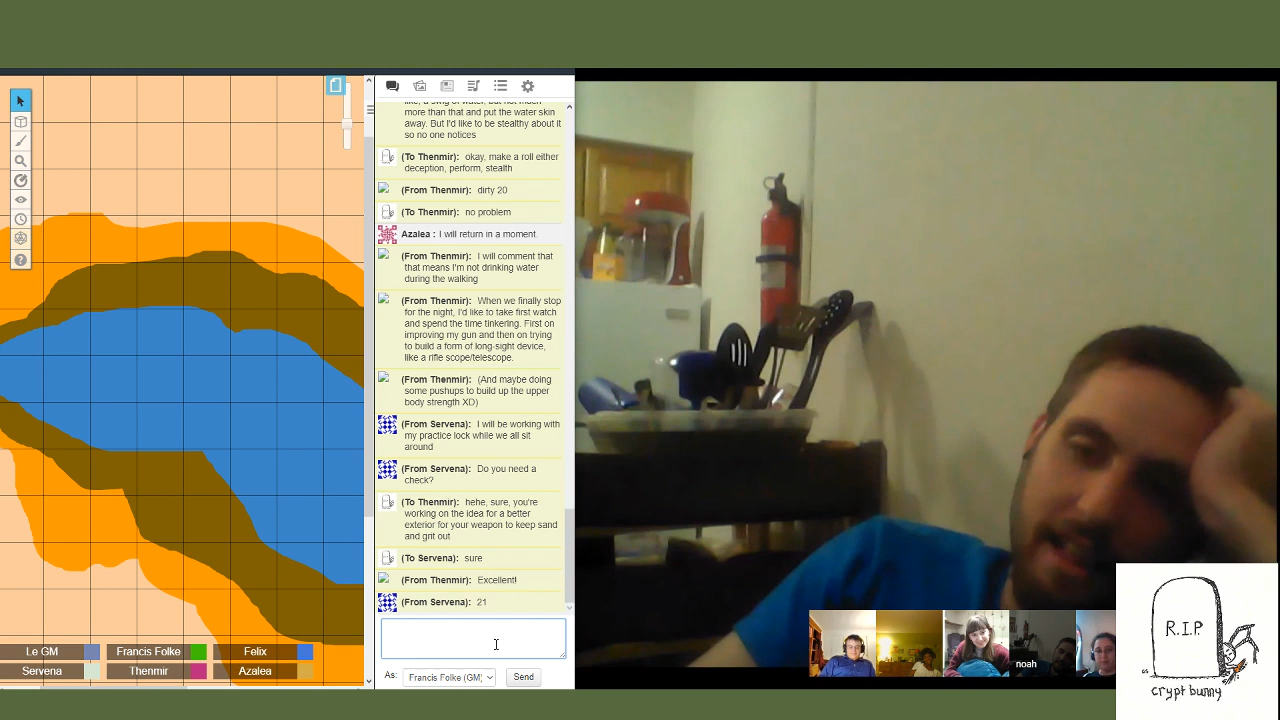 like, a swig of water, but not much
more than that and put the water skin
away. But I'd like to be stealthy about it
so no one notices
(To Thenmir): okay, make a roll either
deception, perform, stealth
(From Thenmir): dirty 20
(To Thenmir): no problem
Azalea : I will return in a moment.
(From Thenmir): I will comment that
that means I'm not drinking water
during the walking
(From Thenmir): When we finally stop
for the night, I'd like to take first watch
and spend the time tinkering. First on
improving my gun and then on trying
to build a form of long-sight device,
like a rifle scope/telescope.
(From Thenmir): (And maybe doing
some pushups to build up the upper
body strength XD)
(From Servena): I will be working with
my practice lock while we all sit
around
(From Servena): Do you need a
check?
(To Thenmir): hehe, sure, you're
working on the idea for a better
exterior for your weapon to keep sand
and grit out
(To Servena): sure
(From Thenmir): Excellent!
(From Servena): 21
As: Francis Folke (GM) Send
Le GM Francis Folke Felix
Servena Thenmir Azalea
noah
R.I.P.
crypt bunny